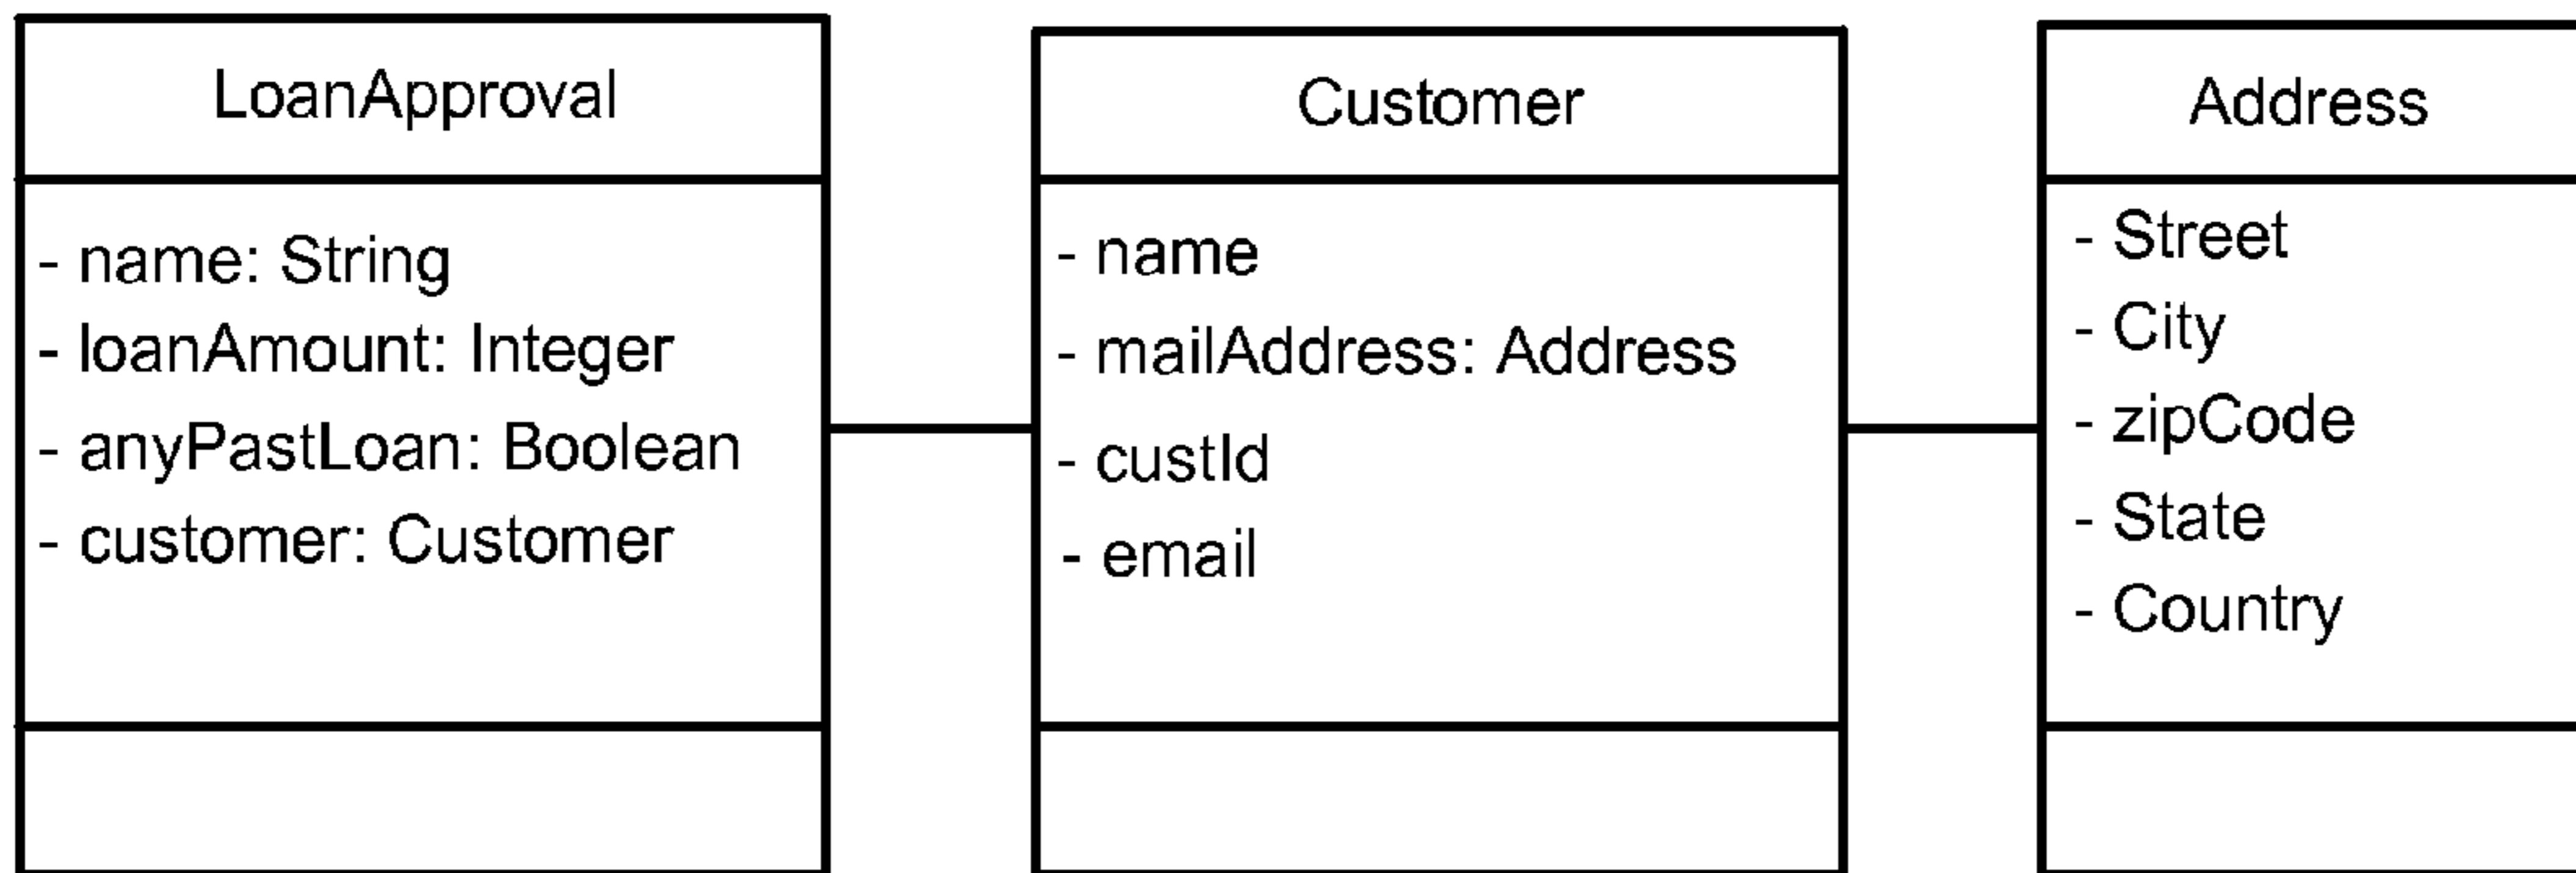 LoanApproval
- name: String
- loanAmount: Integer
- anyPastLoan: Boolean
- customer: Customer
Customer
- name
- mailAddress: Address
- custId
- email
Address
- Street
- City
- zipCode
- State
- Country